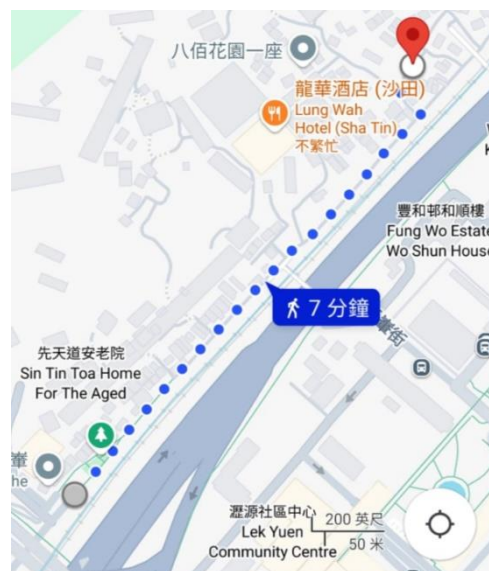 八佰花園一座
龍華酒店 (沙田)
Lung Wah
Hotel (Sha Tin)
不繁忙
豐和邨和順樓
Fung Wo Estate
Wo Shun House
7 分鐘
先天道安老院
Sin Tin Toa Home
For The Aged
瀝源社區中心
Lek Yuen
Community Centre
200 英尺
50 米